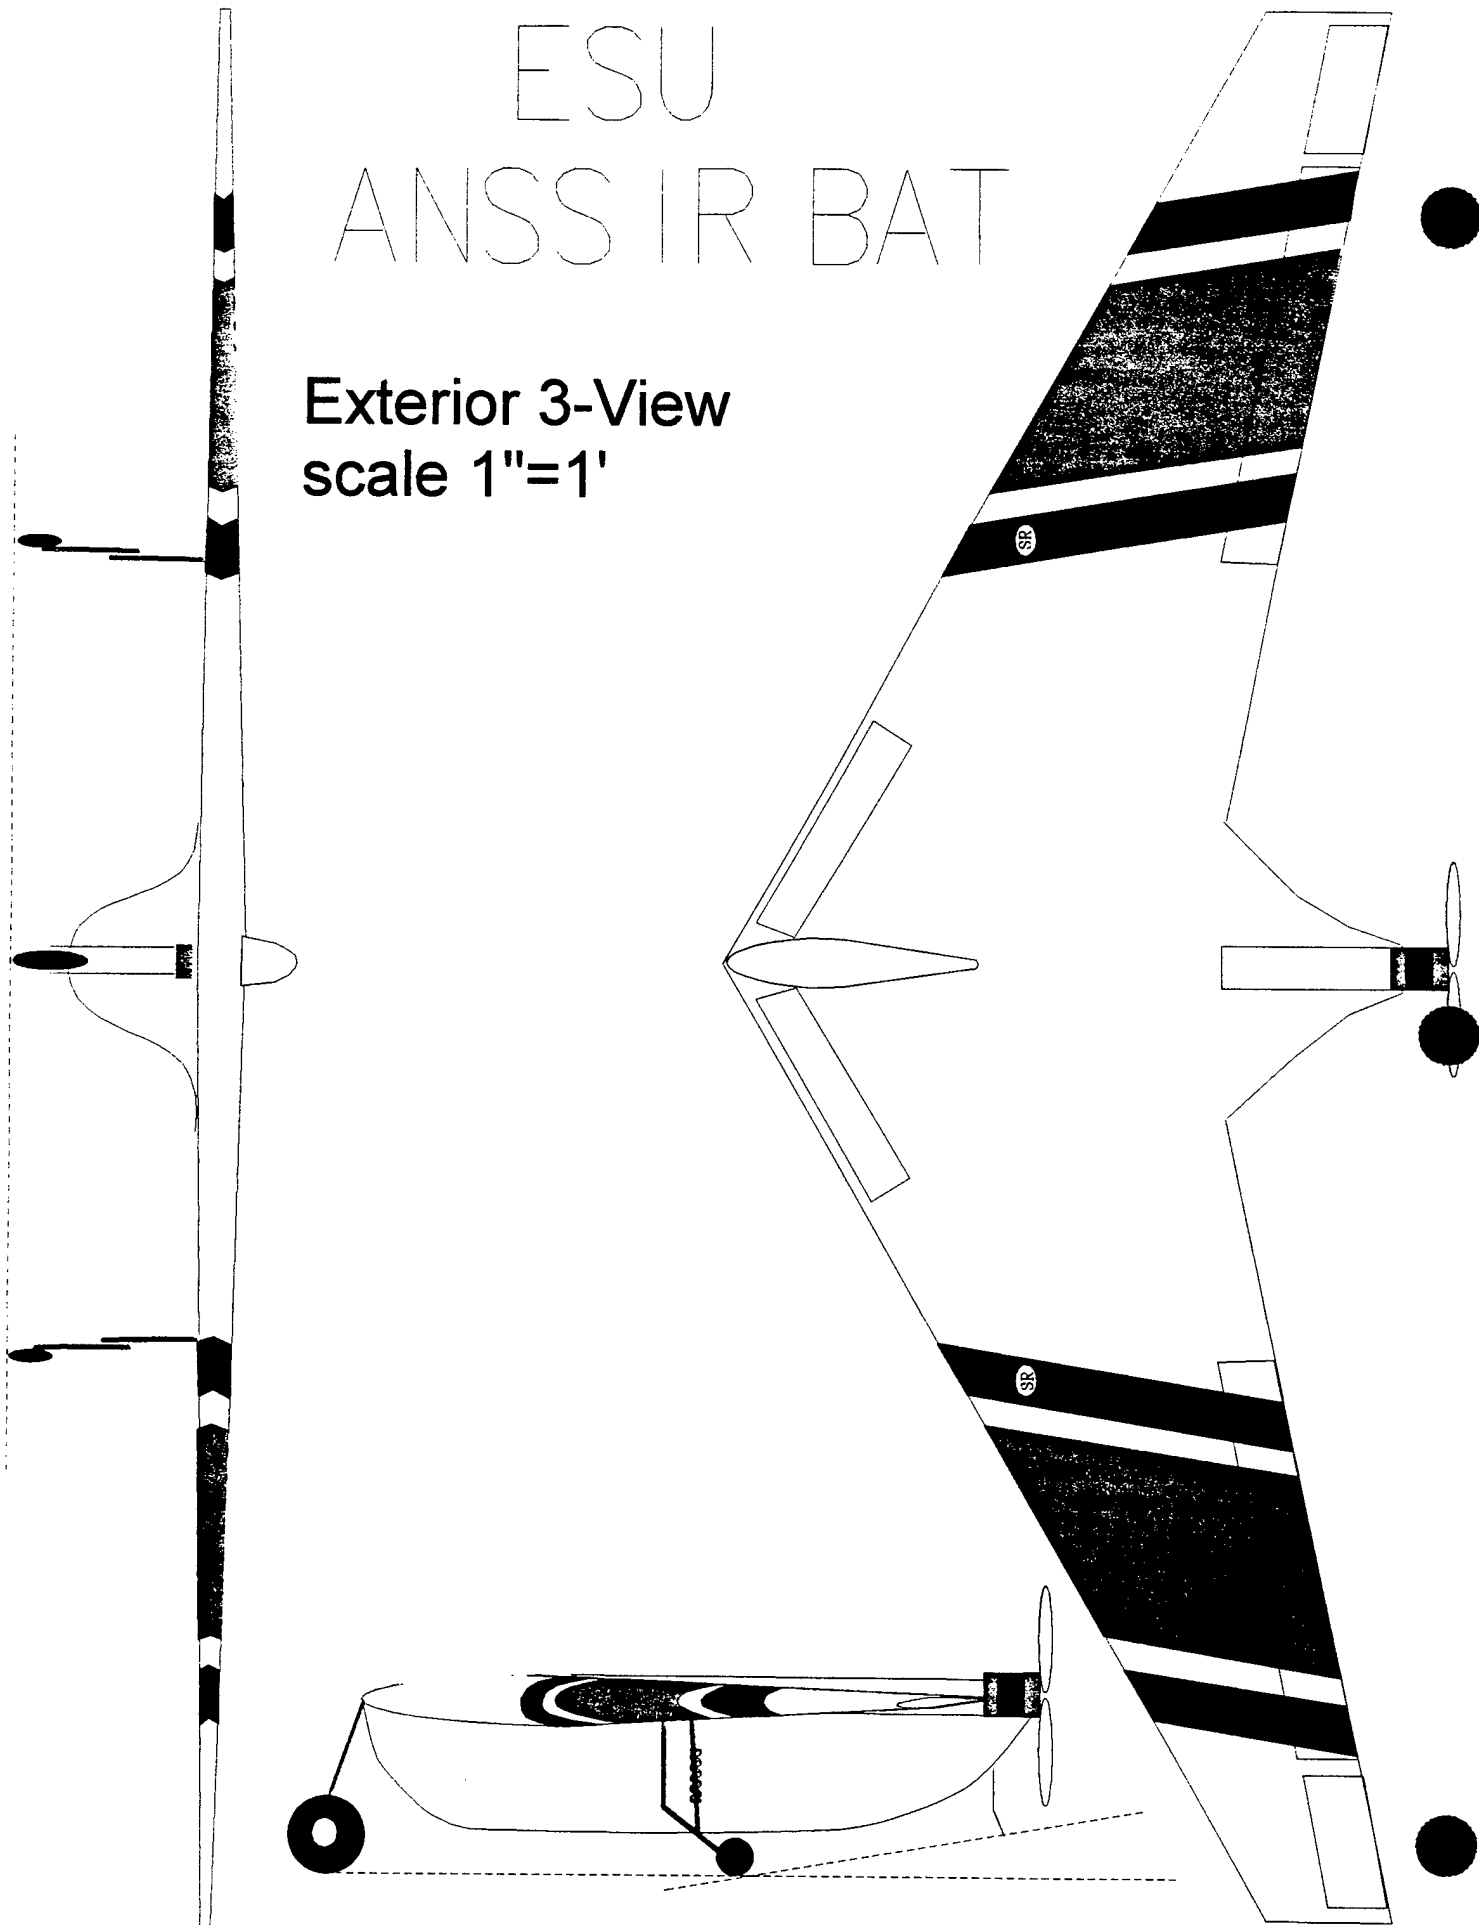 ESU
ANSSIR BAT
Exterior 3-View
scale 1"=1'
SR
SR